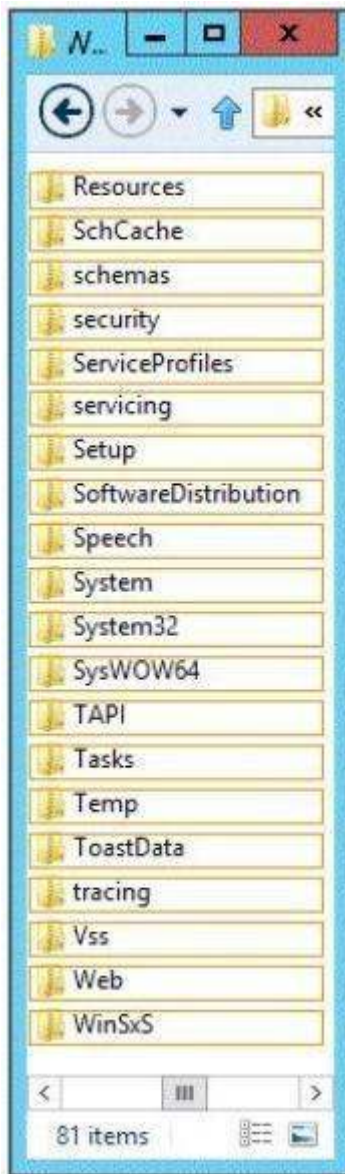 N...
«
Resources
SchCache
schemas
security
ServiceProfiles
servicing
Setup
SoftwareDistribution
Speech
System
System32
SysWOW64
TAPI
Tasks
Temp
ToastData
tracing
Vss
Web
WinSxS
81 items